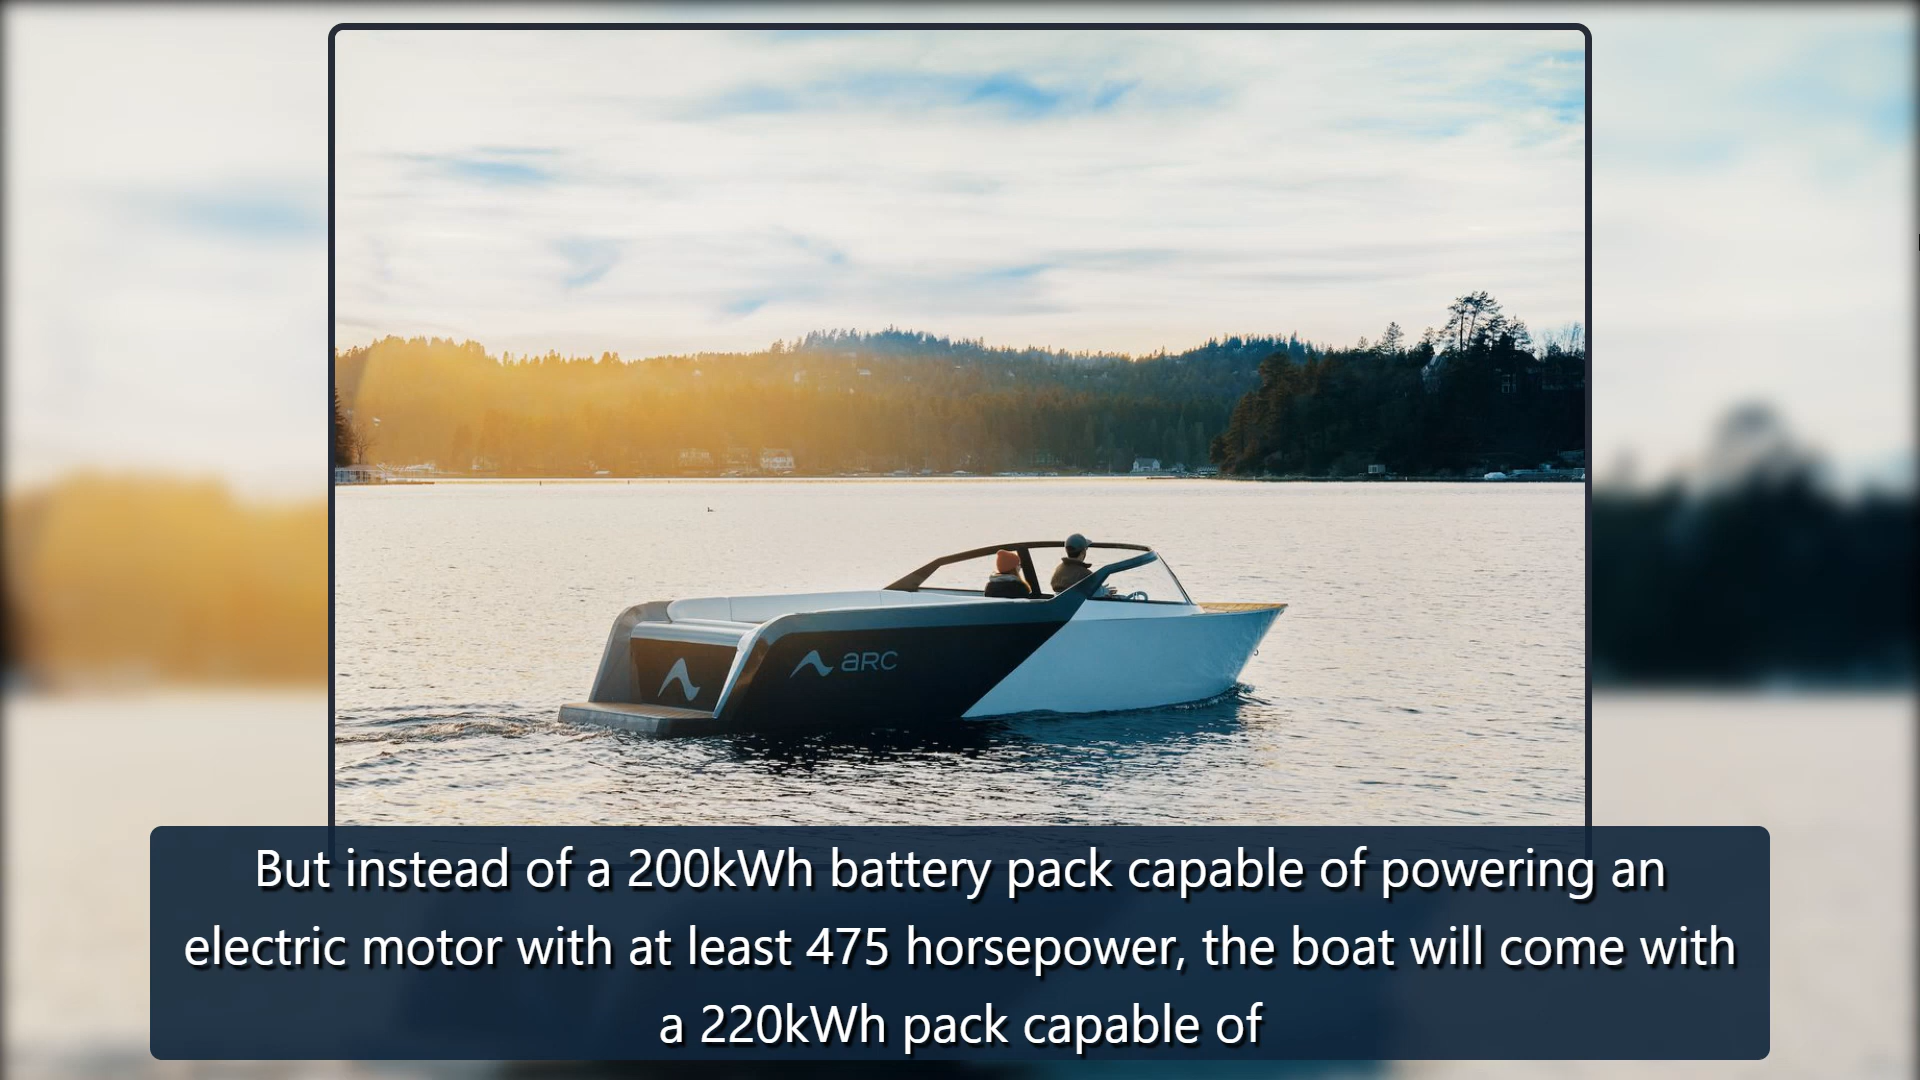 ARC
But instead of a 200kWh battery pack capable of powering an
electric motor with at least 475 horsepower, the boat will come with
a 220kWh pack capable of